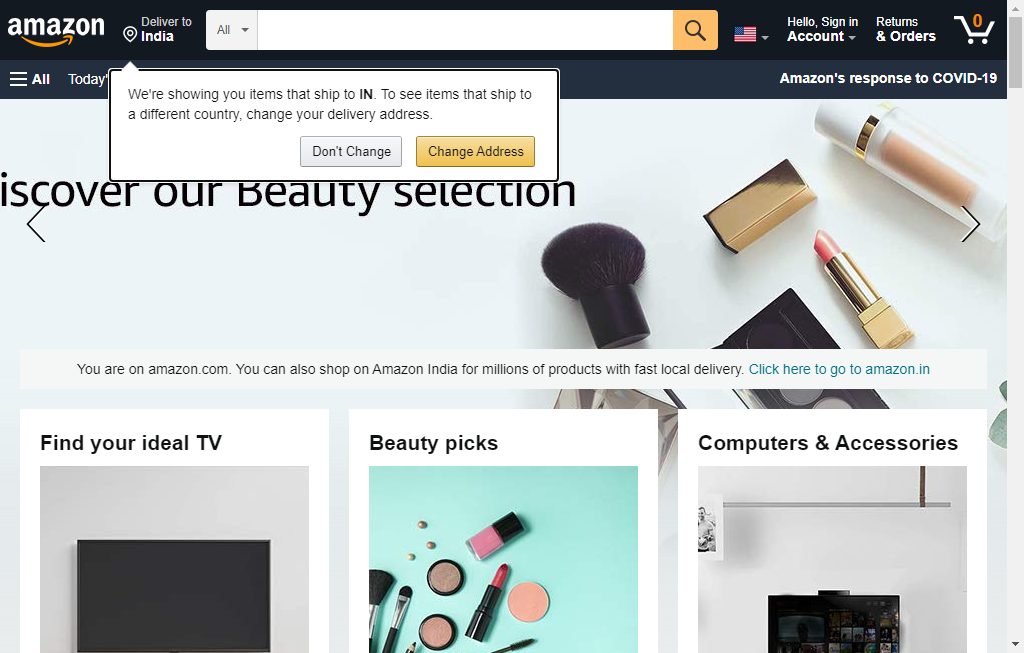 amazon
Deliver to
India
All
Hello, Sign in
Account
Returns
& Orders
0
All
Today'
Amazon's response to COVID-19
We're showing you items that ship to IN. To see items that ship to
a different country, change your delivery address.
Don't Change
Change Address
iscover our Beauty selection
You are on amazon.com. You can also shop on Amazon India for millions of products with fast local delivery. Click here to go to amazon.in
Find your ideal TV
Beauty picks
Computers & Accessories